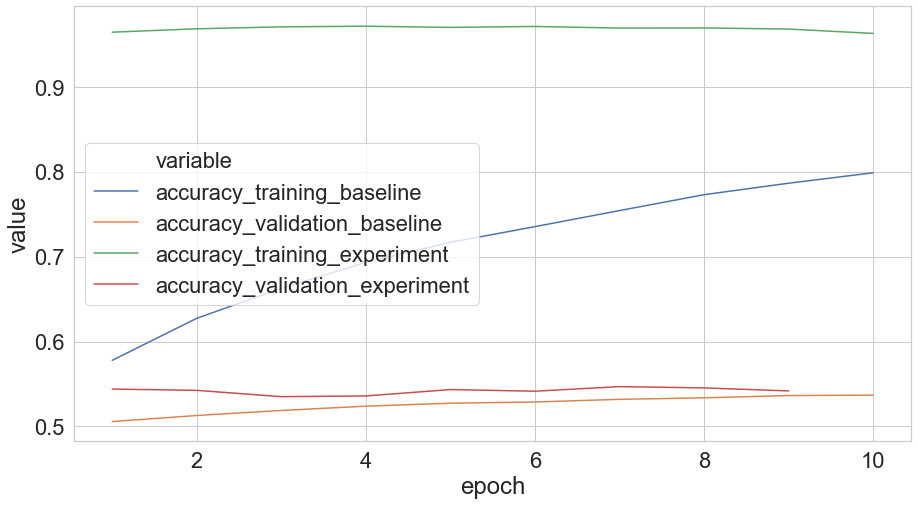 0.9
0.8
0.7
0.6
0.5
value
variable
accuracy_training_baseline
accuracy_validation_baseline
accuracy_training_experiment
accuracy_validation_experiment
2 4 6 8 10
epoch